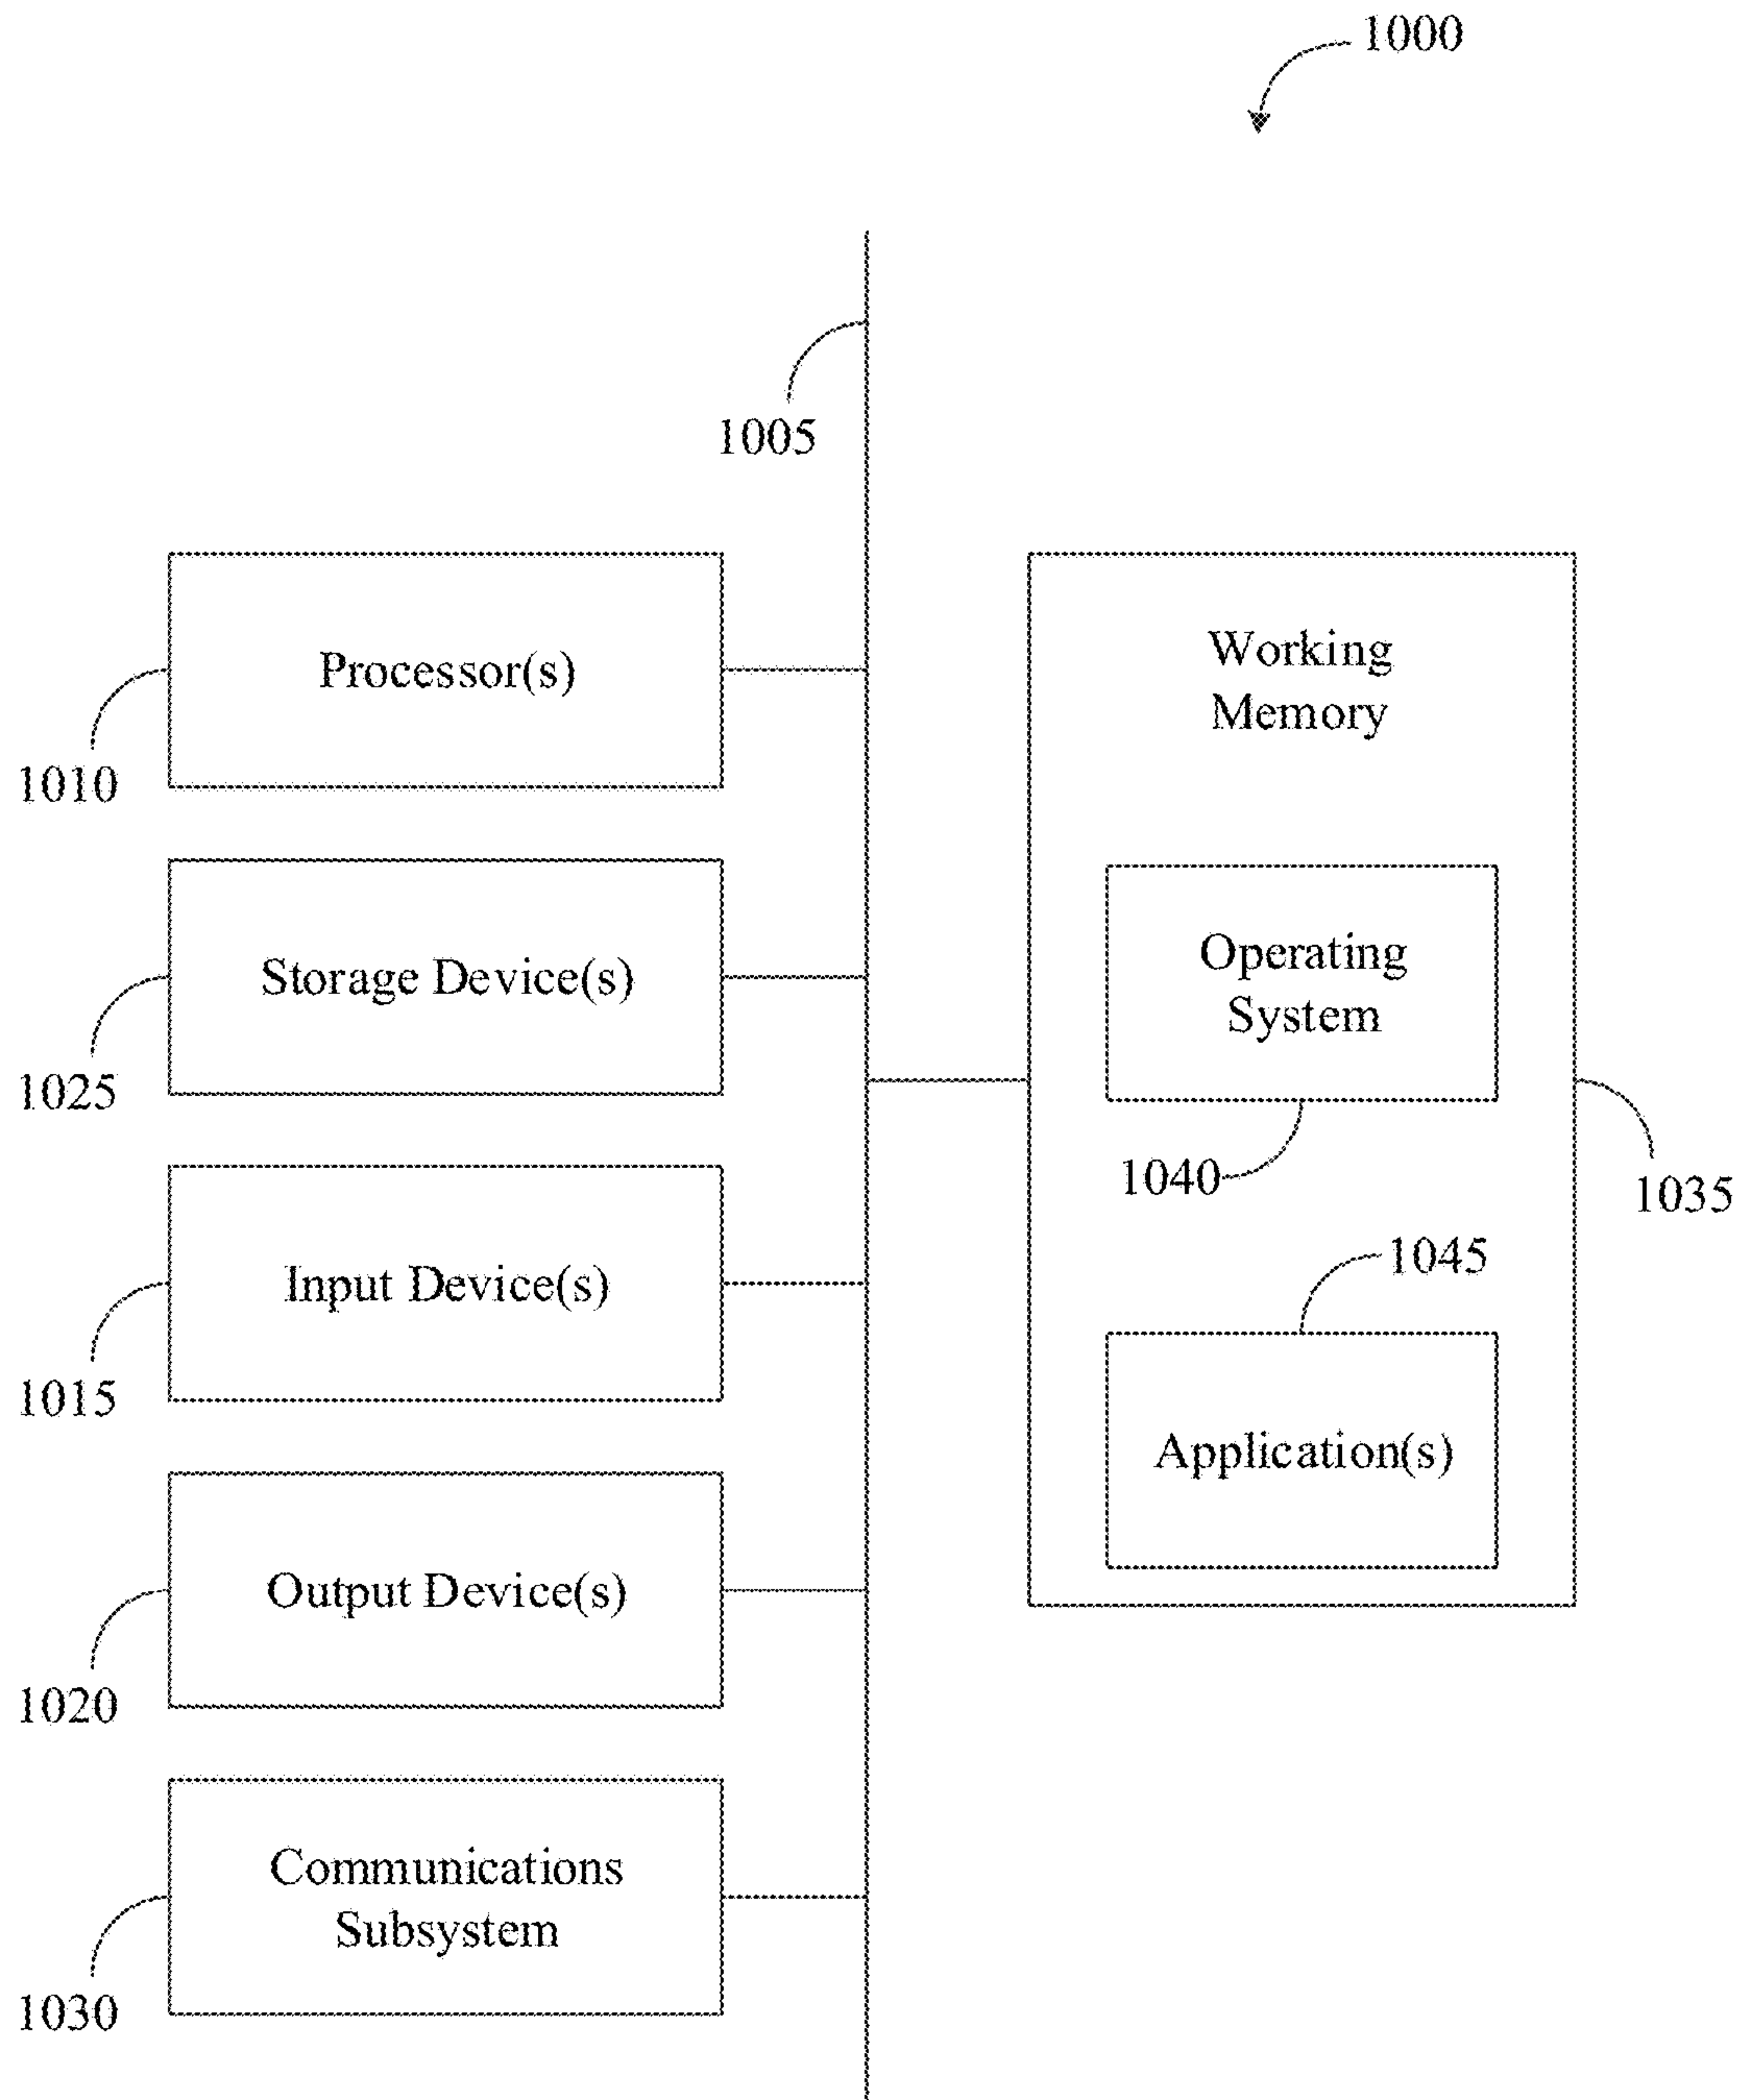 1000
1005
Processor(s)
1010
Storage Device(s)
1025
Input Device(s)
1015
Output Device(s)
1020
Communications
Subsystem
1030
Working
Memory
Operating
System
1040
1035
1045
Application(s)